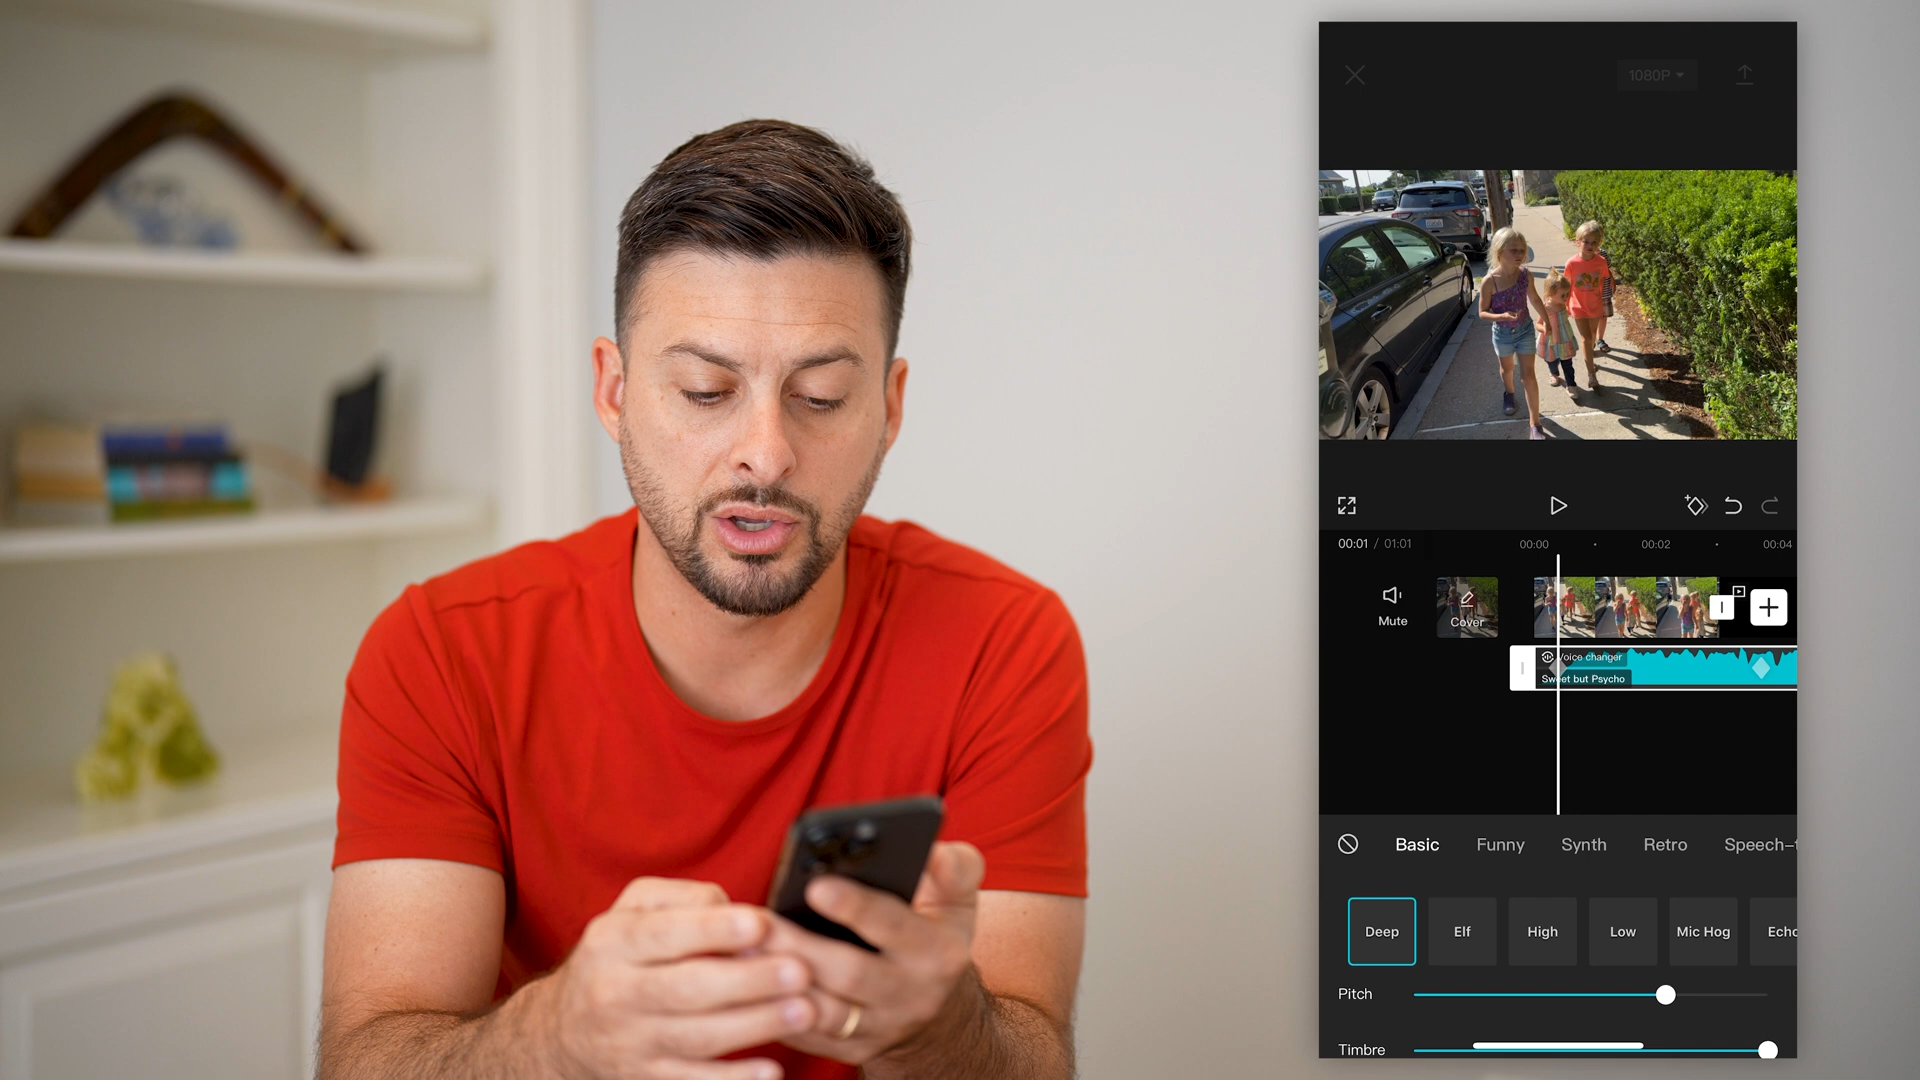 1080P
00:01 / 01:01
00:00
00:02
00:04
Mute
Cover
Voice changer
Sweet but Psycho
Basic
Funny
Synth
Retro
Speech-t
Deep
Elf
High
Low
Mic Hog
Echo
Pitch
Timbre